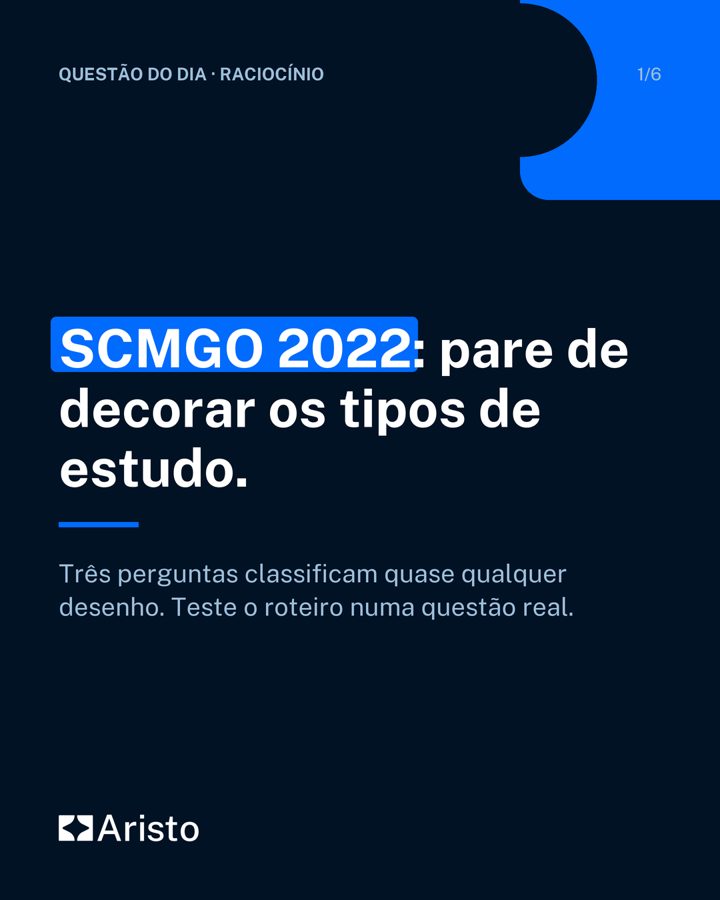 QUESTÃO DO DIA · RACIOCÍNIO
1/6
SCMGO 2022: pare de
decorar os tipos de
estudo.
Três perguntas classificam quase qualquer
desenho. Teste o roteiro numa questão real.
Aristo